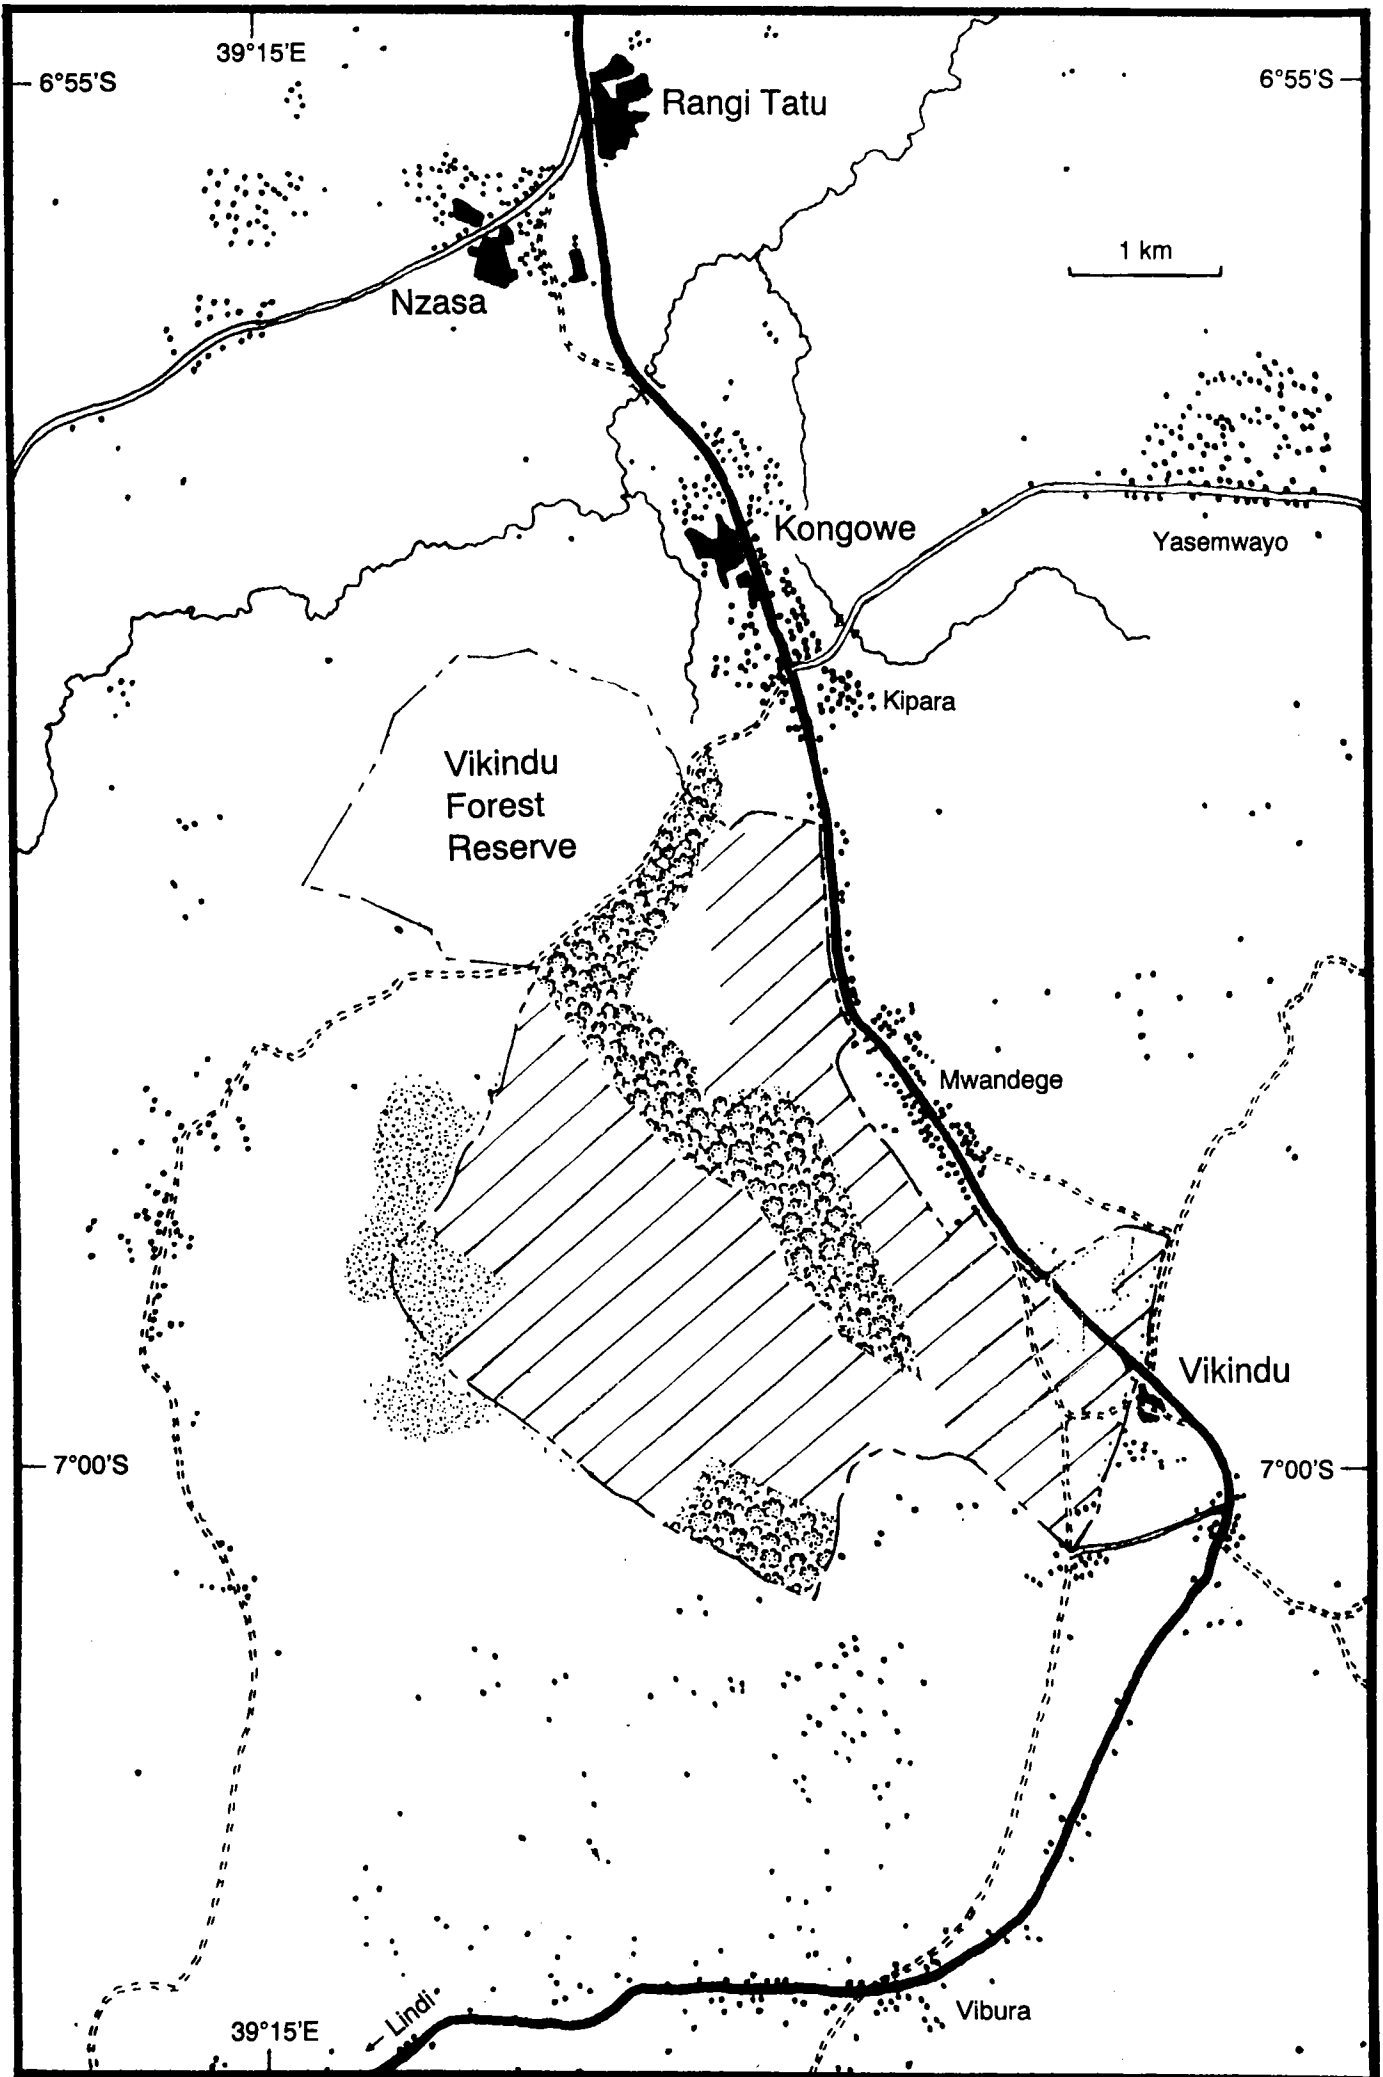 39°15'E
6°55'S
6°55'S
Rangi Tatu
1 km
Nzasa
Kongowe
Yasemwayo
Kipara
Vikindu
Forest
Reserve
Mwandege
Vikindu
7°00'S
7°00'S
Vibura
Lindi
39°15'E